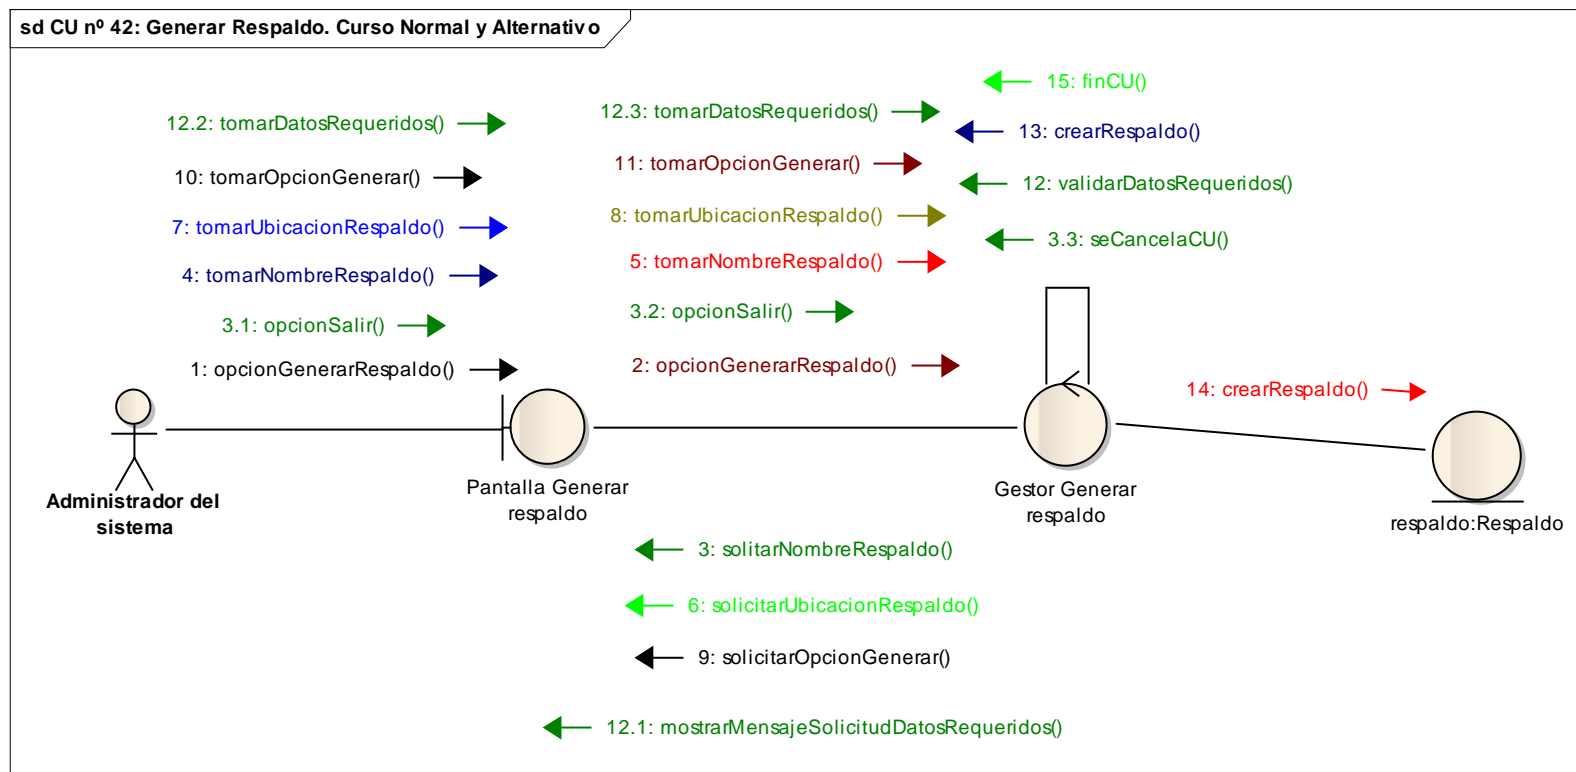 sd CU nº 42: Generar Respaldo. Curso Normal y Alternativo
15: finCU()
12.2: tomarDatosRequeridos()
12.3: tomarDatosRequeridos()
13: crearRespaldo()
10: tomarOpcionGenerar()
11: tomarOpcionGenerar()
12: validarDatosRequeridos()
7: tomarUbicacionRespaldo()
8: tomarUbicacionRespaldo()
3.3: seCancelaCU()
4: tomarNombreRespaldo()
5: tomarNombreRespaldo()
3.1: opcionSalir()
3.2: opcionSalir()
1: opcionGenerarRespaldo()
2: opcionGenerarRespaldo()
14: crearRespaldo()
Administrador del
sistema
Pantalla Generar
respaldo
Gestor Generar
respaldo
respaldo:Respaldo
3: solitarNombreRespaldo()
6: solicitarUbicacionRespaldo()
9: solicitarOpcionGenerar()
12.1: mostrarMensajeSolicitudDatosRequeridos()